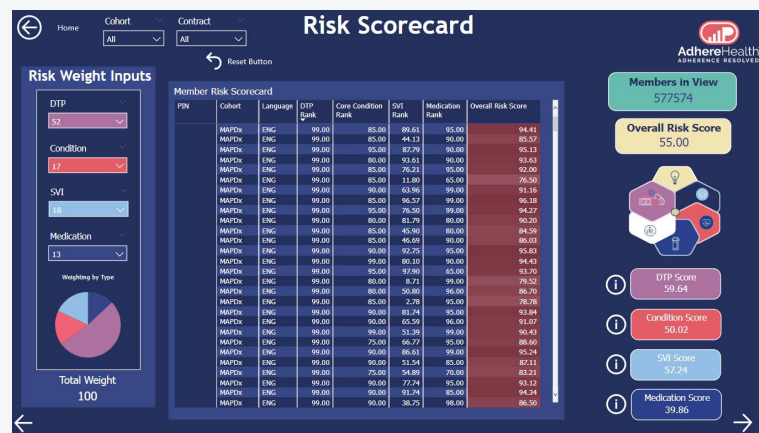 Home
Cohort
All
Contract
All
Risk Scorecard
AdhereHealth
ADHERENCE RESOLVED
Reset Button
Risk Weight Inputs
DTP
52
Condition
17
SVI
18
Medication
13
Weighting by Type
Total Weight
100
Member Risk Scorecard
PIN Cohort Language DTP Rank Core Condition Rank SVI Rank Medication Rank Overall Risk Score
MAPDx ENG 99.00 85.00 89.61 95.00 94.41
MAPDx ENG 99.00 85.00 44.13 90.00 85.57
MAPDx ENG 99.00 95.00 87.79 90.00 95.13
MAPDx ENG 99.00 80.00 93.61 90.00 93.63
MAPDx ENG 99.00 85.00 76.21 95.00 92.00
MAPDx ENG 99.00 85.00 11.80 65.00 76.50
MAPDx ENG 99.00 90.00 63.96 99.00 91.16
MAPDx ENG 99.00 85.00 96.57 99.00 96.18
MAPDx ENG 99.00 95.00 76.50 99.00 94.27
MAPDx ENG 99.00 80.00 81.79 80.00 90.20
MAPDx ENG 99.00 85.00 45.90 80.00 84.59
MAPDx ENG 99.00 85.00 46.69 90.00 86.03
MAPDx ENG 99.00 90.00 92.75 95.00 95.83
MAPDx ENG 99.00 99.00 80.10 90.00 94.43
MAPDx ENG 99.00 95.00 97.90 65.00 93.70
MAPDx ENG 99.00 80.00 8.71 99.00 79.52
MAPDx ENG 99.00 80.00 50.80 96.00 86.70
MAPDx ENG 99.00 85.00 2.78 95.00 78.78
MAPDx ENG 99.00 90.00 81.74 95.00 93.84
MAPDx ENG 99.00 90.00 65.59 96.00 91.07
MAPDx ENG 99.00 99.00 51.39 99.00 90.43
MAPDx ENG 99.00 75.00 66.77 95.00 88.60
MAPDx ENG 99.00 90.00 86.61 99.00 95.24
MAPDx ENG 99.00 90.00 51.54 85.00 87.11
MAPDx ENG 99.00 75.00 54.89 70.00 83.21
MAPDx ENG 99.00 90.00 77.74 95.00 93.12
MAPDx ENG 99.00 90.00 91.74 85.00 94.34
MAPDx ENG 99.00 90.00 38.75 98.00 86.50
Members in View
577574
Overall Risk Score
55.00
DTP Score
59.64
Condition Score
50.02
SVI Score
57.24
Medication Score
39.86